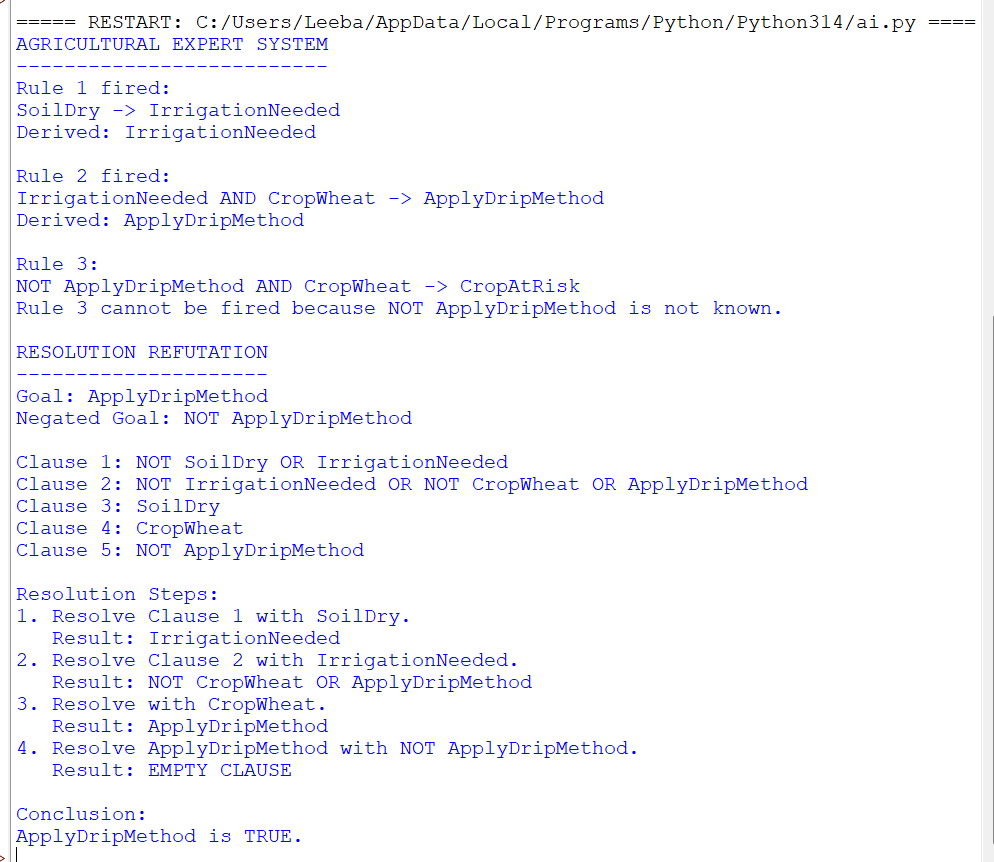 ===== RESTART: C:/Users/Leeba/AppData/Local/Programs/Python/Python314/ai.py ====
AGRICULTURAL EXPERT SYSTEM
--------------------------
Rule 1 fired:
SoilDry -> IrrigationNeeded
Derived: IrrigationNeeded

Rule 2 fired:
IrrigationNeeded AND CropWheat -> ApplyDripMethod
Derived: ApplyDripMethod

Rule 3:
NOT ApplyDripMethod AND CropWheat -> CropAtRisk
Rule 3 cannot be fired because NOT ApplyDripMethod is not known.

RESOLUTION REFUTATION
---------------------
Goal: ApplyDripMethod
Negated Goal: NOT ApplyDripMethod

Clause 1: NOT SoilDry OR IrrigationNeeded
Clause 2: NOT IrrigationNeeded OR NOT CropWheat OR ApplyDripMethod
Clause 3: SoilDry
Clause 4: CropWheat
Clause 5: NOT ApplyDripMethod

Resolution Steps:
1. Resolve Clause 1 with SoilDry.
   Result: IrrigationNeeded
2. Resolve Clause 2 with IrrigationNeeded.
   Result: NOT CropWheat OR ApplyDripMethod
3. Resolve with CropWheat.
   Result: ApplyDripMethod
4. Resolve ApplyDripMethod with NOT ApplyDripMethod.
   Result: EMPTY CLAUSE

Conclusion:
ApplyDripMethod is TRUE.